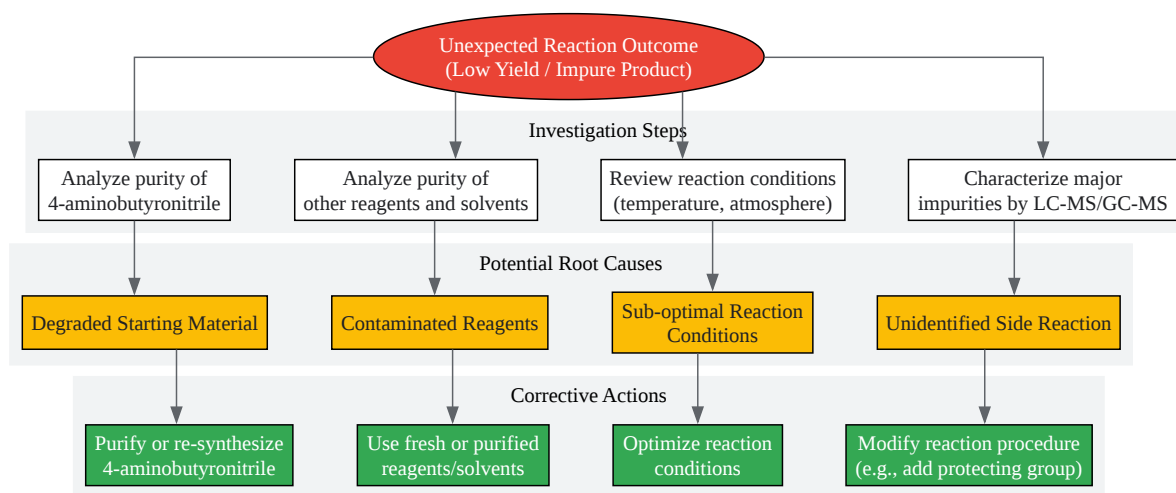 Unexpected Reaction Outcome
(Low Yield / Impure Product)
Investigation Steps
Analyze purity of
4-aminobutyronitrile
Analyze purity of
other reagents and solvents
Review reaction conditions
(temperature, atmosphere)
Characterize major
impurities by LC-MS/GC-MS
Potential Root Causes
Degraded Starting Material
Contaminated Reagents
Sub-optimal Reaction
Conditions
Unidentified Side Reaction
Corrective Actions
Purify or re-synthesize
4-aminobutyronitrile
Use fresh or purified
reagents/solvents
Optimize reaction
conditions
Modify reaction procedure
(e.g., add protecting group)